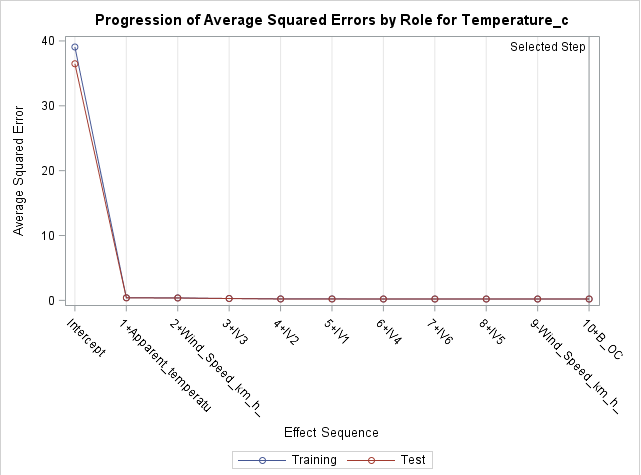 Progression of Average Squared Errors by Role for Temperature_c
Selected Step
40
30
20
10
0
Average Squared Error
Intercept
1+Apparent_temperatu
2+Wind_Speed_km_h_
3+IV3
4+IV2
5+IV1
6+IV4
7+IV6
8+IV5
9-Wind_Speed_km_h_
10+B_OC
Effect Sequence
Training Test